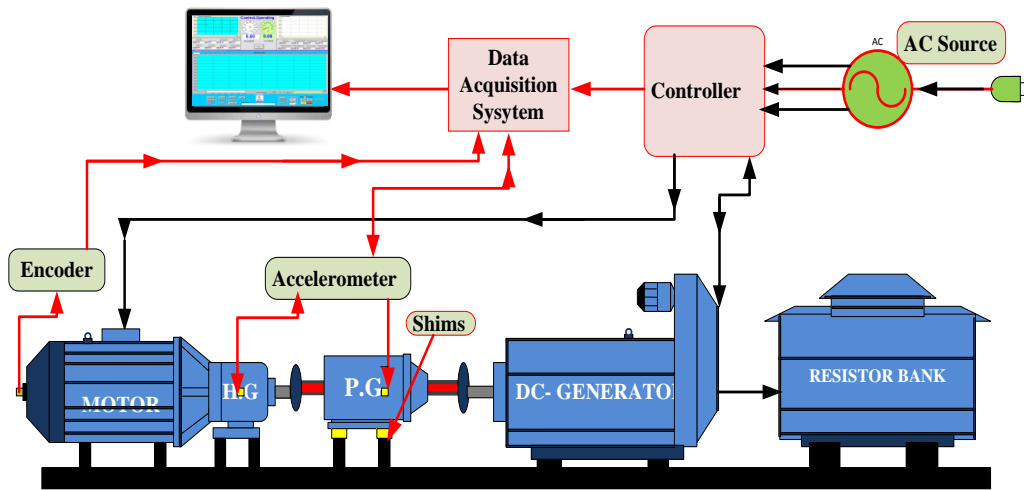 AC
AC Source
Data
Acquisition
Sysytem
Controller
Encoder
Accelerometer
Shims
MOTOR
H.G
P.G
DC- GENERATOR
RESISTOR BANK